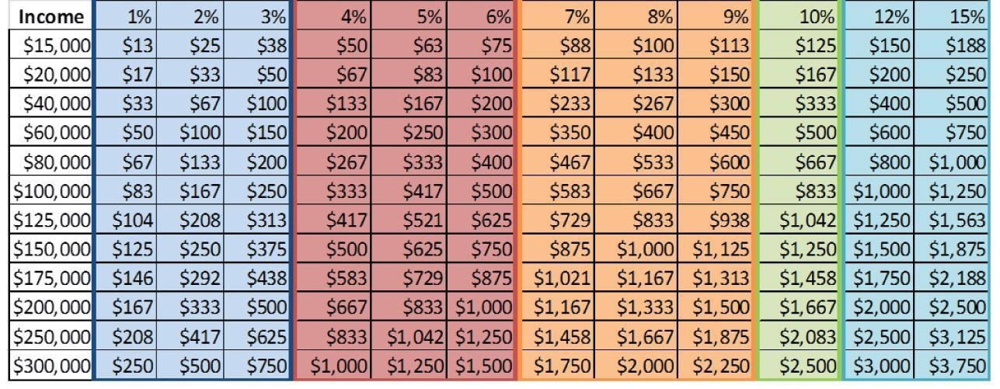 Income 1% 2% 3% 4% 5% 6% 7% 8% 9% 10% 12% 15%
$15,000 $13 $25 $38 $50 $63 $75 $88 $100 $113 $125 $150 $188
$20,000 $17 $33 $50 $67 $83 $100 $117 $133 $150 $167 $200 $250
$40,000 $33 $67 $100 $133 $167 $200 $233 $267 $300 $333 $400 $500
$60,000 $50 $100 $150 $200 $250 $300 $350 $400 $450 $500 $600 $750
$80,000 $67 $133 $200 $267 $333 $400 $467 $533 $600 $667 $800 $1,000
$100,000 $83 $167 $250 $333 $417 $500 $583 $667 $750 $833 $1,000 $1,250
$125,000 $104 $208 $313 $417 $521 $625 $729 $833 $938 $1,042 $1,250 $1,563
$150,000 $125 $250 $375 $500 $625 $750 $875 $1,000 $1,125 $1,250 $1,500 $1,875
$175,000 $146 $292 $438 $583 $729 $875 $1,021 $1,167 $1,313 $1,458 $1,750 $2,188
$200,000 $167 $333 $500 $667 $833 $1,000 $1,167 $1,333 $1,500 $1,667 $2,000 $2,500
$250,000 $208 $417 $625 $833 $1,042 $1,250 $1,458 $1,667 $1,875 $2,083 $2,500 $3,125
$300,000 $250 $500 $750 $1,000 $1,250 $1,500 $1,750 $2,000 $2,250 $2,500 $3,000 $3,750